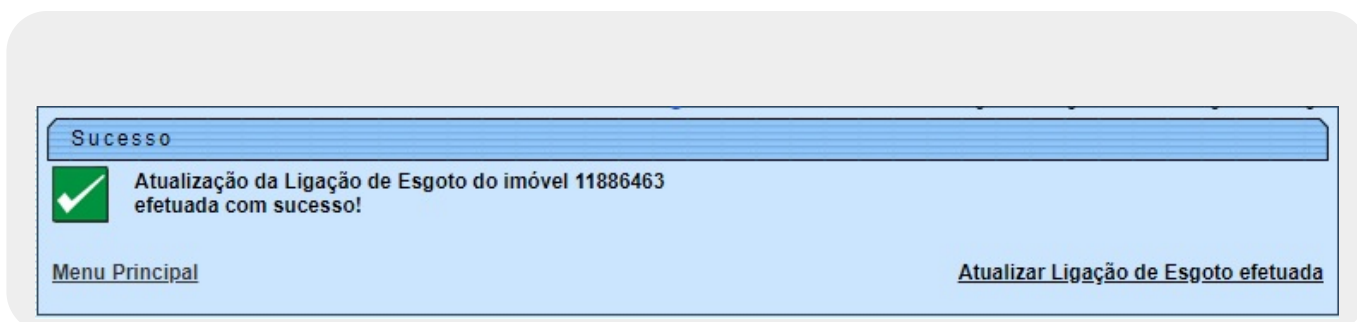 Sucesso
Atualização da Ligação de Esgoto do imóvel 11886463
efetuada com sucesso!
Menu Principal
Atualizar Ligação de Esgoto efetuada